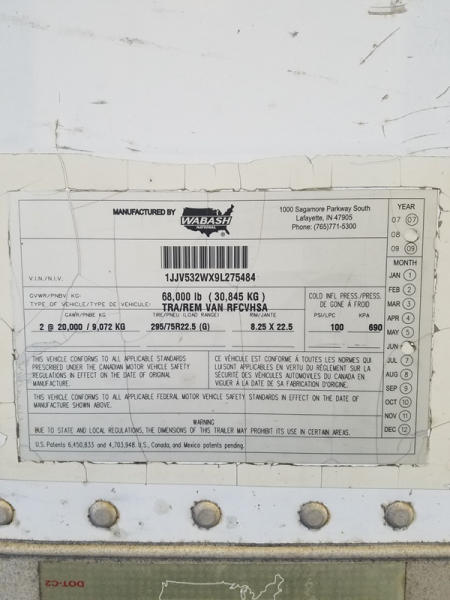 MANUFACTURED BY WABASH NATIONAL
1000 Sagamore Parkway South
Lafayette, IN 47905
Phone: (765)771-5300
YEAR
07 07
08
09 09
V.I.N./N.I.V. 1JJV532WX9L275484
GVWR/PNBV KG: 68,000 lb ( 30,845 KG )
TYPE OF VEHICLE/TYPE DE VEHICULE: TRA/REM VAN RFCVHSA
COLD INFL PRESS/PRESS. DE GONF À FROID
GAWR/PNBE KG TIRE/PNEU (LOAD RANGE) RIM/JANTE PSI/LPC KPA
2 @ 20,000 / 9,072 KG 295/75R22.5 (G) 8.25 X 22.5 100 690
MONTH
JAN 1
FEB 2
MAR 3
APR 4
MAY 5
JUN
JUL 7
AUG 8
SEP 9
OCT 10
NOV 11
DEC 12
THIS VEHICLE CONFORMS TO ALL APPLICABLE STANDARDS
PRESCRIBED UNDER THE CANADIAN MOTOR VEHICLE SAFETY
REGULATIONS IN EFFECT ON THE DATE OF ORIGINAL
MANUFACTURE.
CE VÉHICULE EST CONFORME À TOUTES LES NORMES QUI
LUISONT APPLICABLES EN VERTU DU RÈGLEMENT SUR LA
SÉCURITÉ DES VÉHICULES AUTOMOBILES DU CANADA EN
VIGUER À LA DATE DE SA FABRICATION D'ORIGINE.
THIS VEHICLE CONFORMS TO ALL APPLICABLE FEDERAL MOTOR VEHICLE SAFETY STANDARDS IN EFFECT ON THE DATE OF
MANUFACTURE SHOWN ABOVE.
WARNING
DUE TO STATE AND LOCAL REGULATIONS, THE DIMENSIONS OF THIS TRAILER MAY PROHIBIT ITS USE IN CERTAIN AREAS.
U.S. Patents 6,450,833 and 4,703,948, U.S., Canada, and Mexico patents pending.
DOT-C2